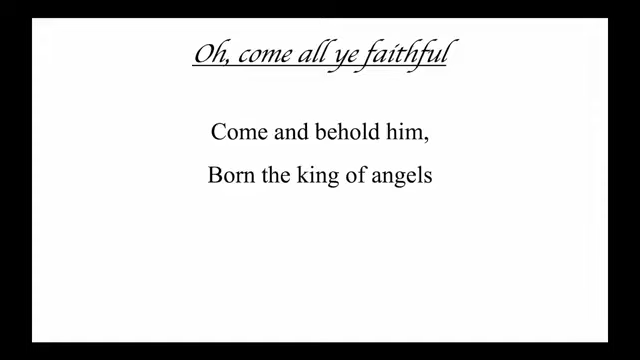 Oh, come all ye faithful
Come and behold him,
Born the king of angels